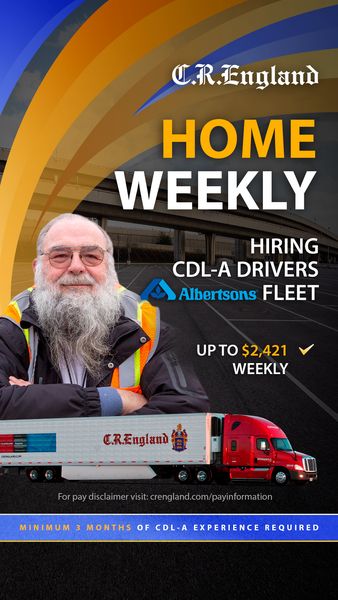 C.R.England
HOME
WEEKLY
HIRING
CDL-A DRIVERS
Albertsons FLEET
UP TO $2,421
WEEKLY
C.R.England
For pay disclaimer visit: crengland.com/payinformation
MINIMUM 3 MONTHS OF CDL-A EXPERIENCE REQUIRED